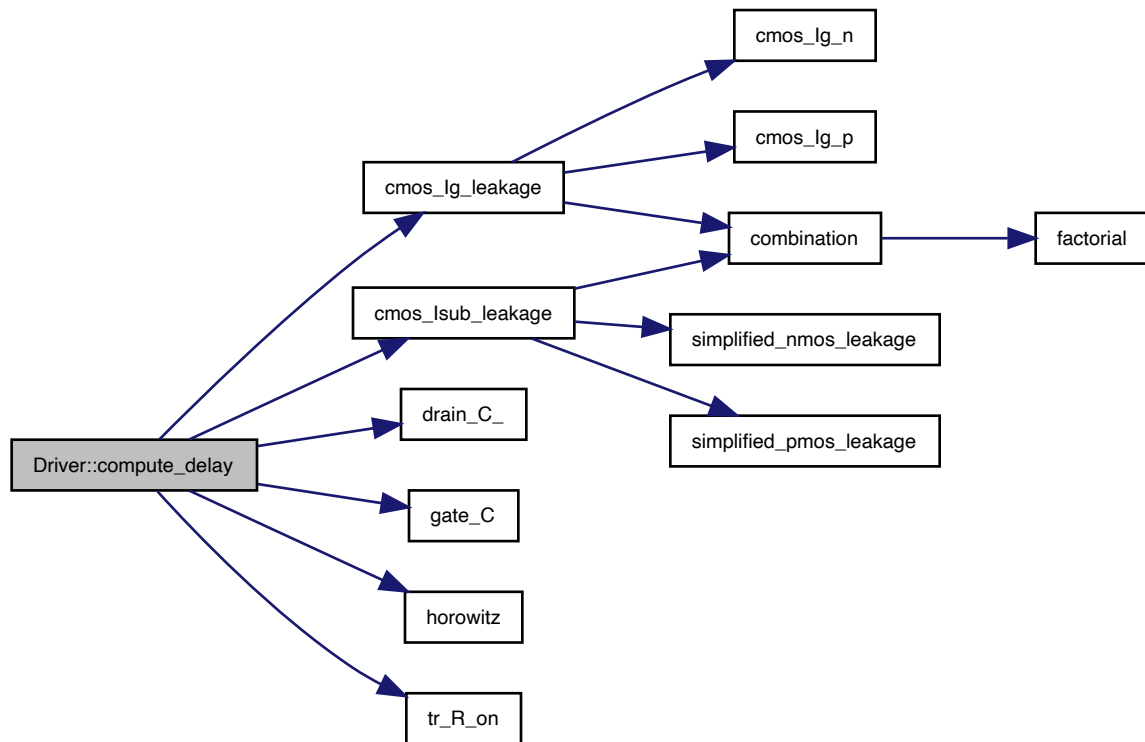 cmos_Ig_n
cmos_Ig_p
cmos_Ig_leakage
combination
factorial
cmos_Isub_leakage
simplified_nmos_leakage
drain_C_
simplified_pmos_leakage
Driver::compute_delay
gate_C
horowitz
tr_R_on